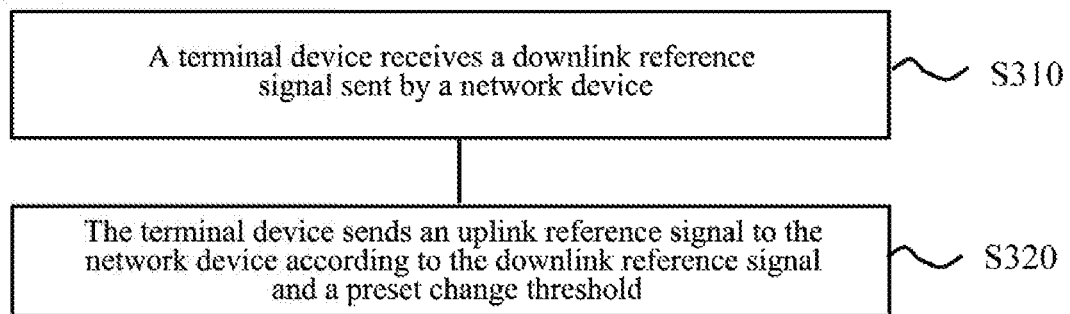 A terminal device receives a downlink reference
signal sent by a network device
S310
The terminal device sends an uplink reference signal to the
network device according to the downlink reference signal
and a preset change threshold
S320